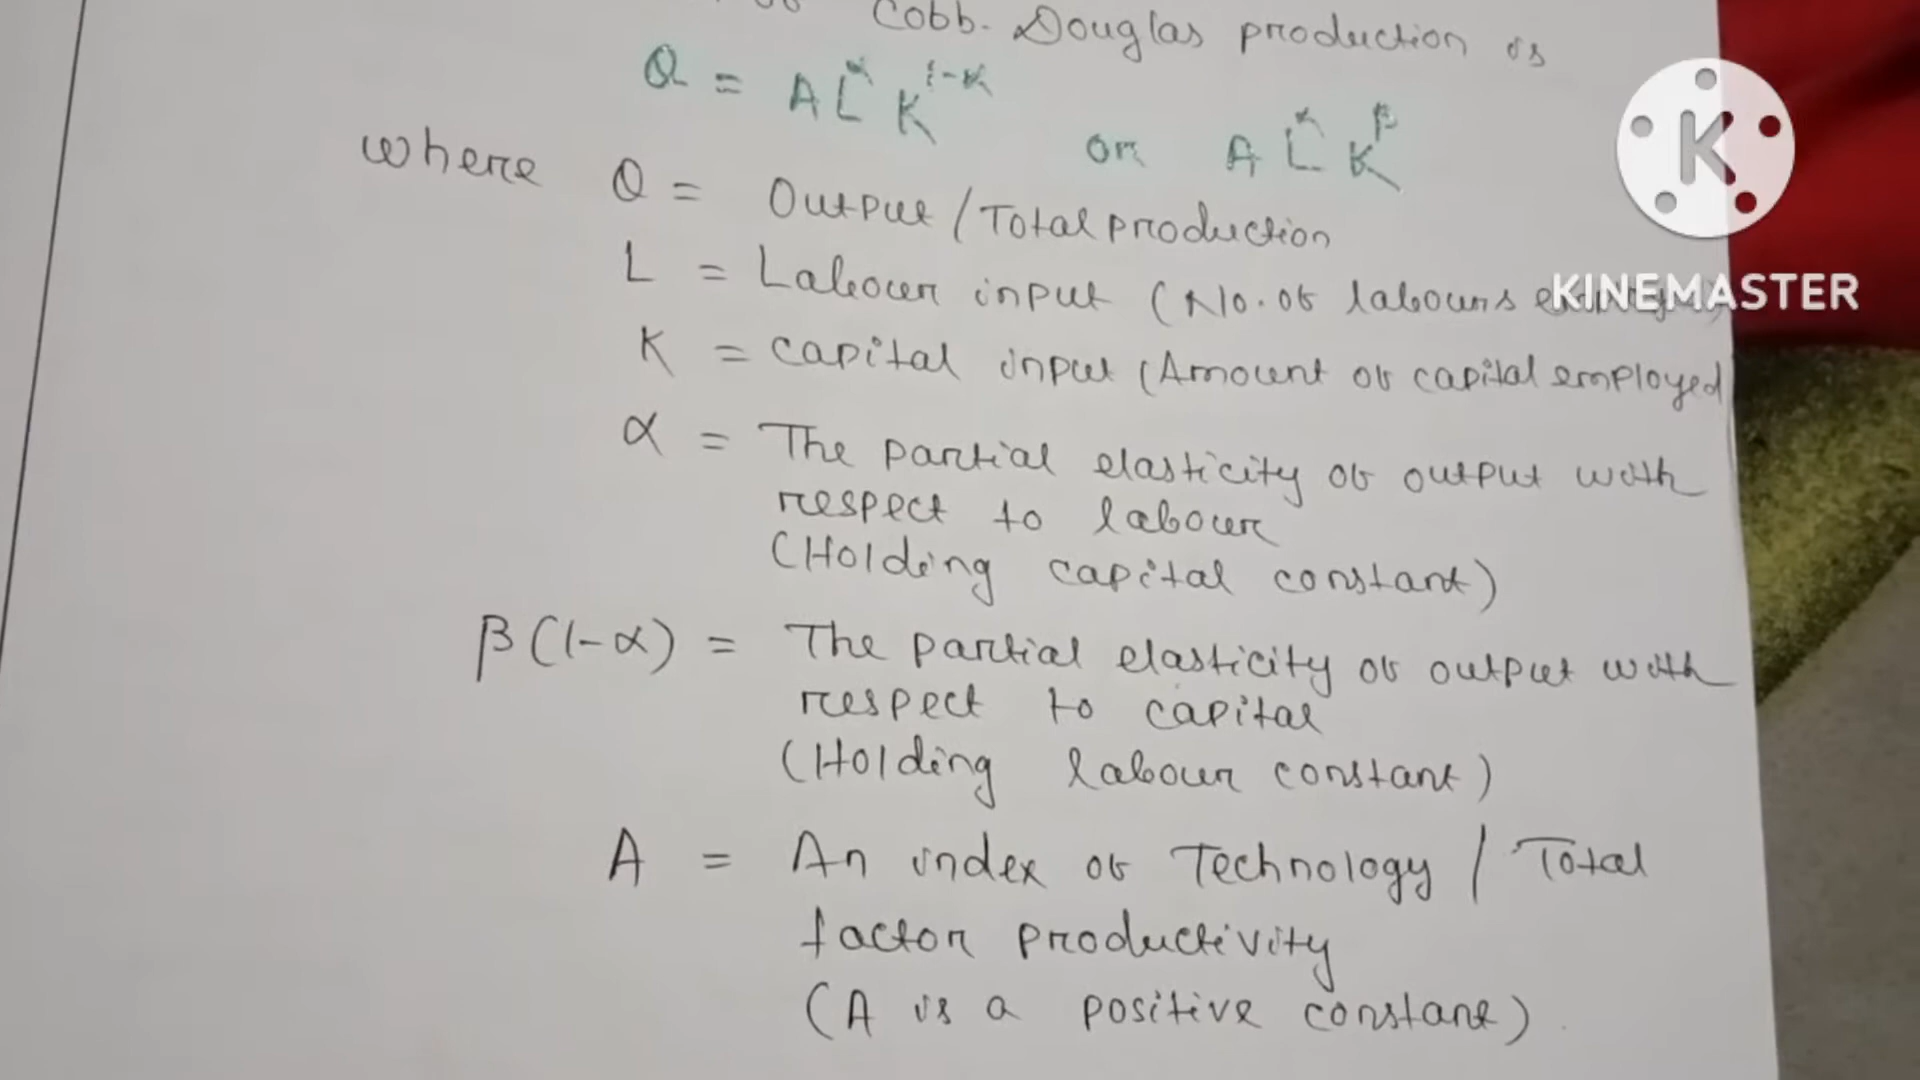 Cobb. Douglas production is
Q = AL^α K^1-α or AL^α K^β
where Q = Output / Total production
L = Labour input (No. of labours
K = capital input (Amount of capital employed
α = The partial elasticity of output with
respect to labour
(Holding capital constant)
β (1-α) = The partial elasticity of output with
respect to capital
(Holding labour constant)
A = An index of Technology / Total
factor productivity
(A is a positive constant)
K
KINEMASTER